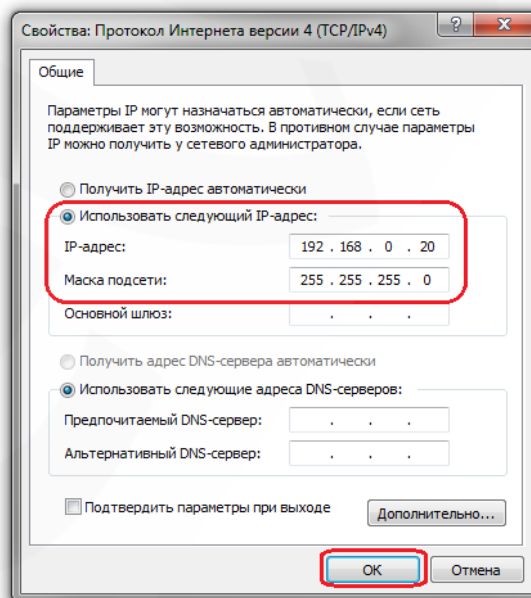 Свойства: Протокол Интернета версии 4 (TCP/IPv4)
?
Общие
Параметры IP могут назначаться автоматически, если сеть
поддерживает эту возможность. В противном случае параметры
IP можно получить у сетевого администратора.
Получить IP-адрес автоматически
Использовать следующий IP-адрес:
IP-адрес: 192 . 168 . 0 . 20
Маска подсети: 255 . 255 . 255 . 0
Основной шлюз: . . .
Получить адрес DNS-сервера автоматически
Использовать следующие адреса DNS-серверов:
Предпочитаемый DNS-сервер: . . .
Альтернативный DNS-сервер: . . .
Подтвердить параметры при выходе
Дополнительно...
ОК
Отмена